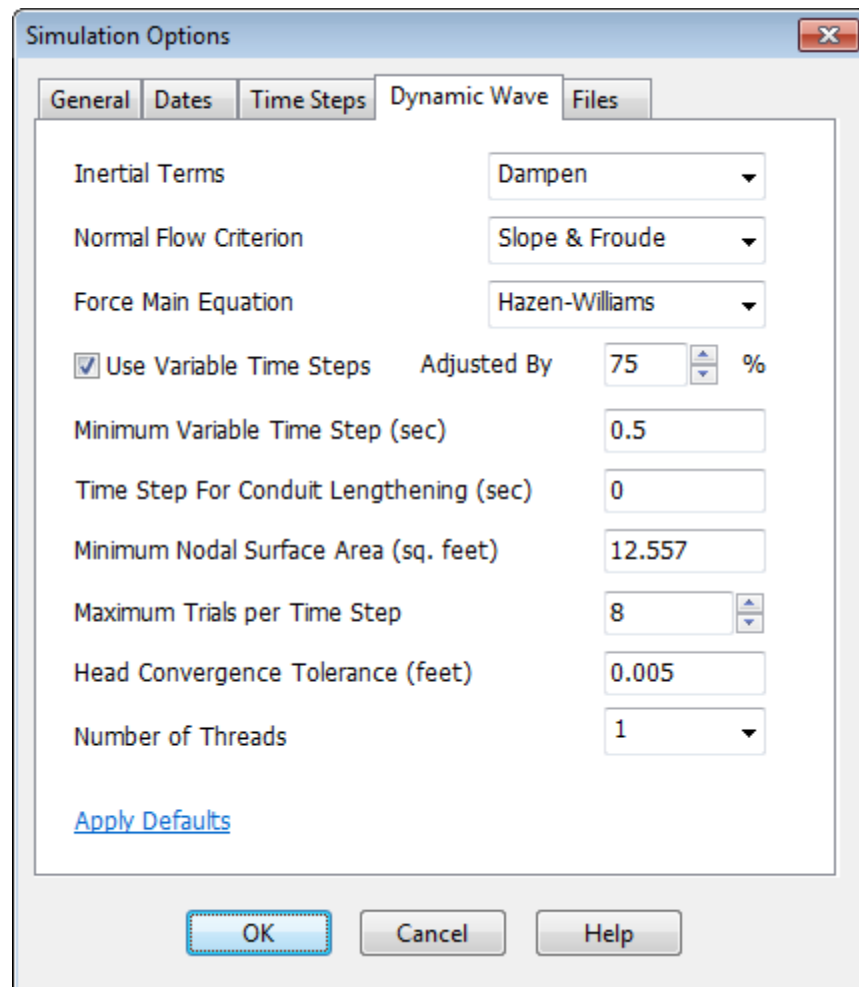 Simulation Options
General Dates Time Steps Dynamic Wave Files
Inertial Terms Dampen
Normal Flow Criterion Slope & Froude
Force Main Equation Hazen-Williams
Use Variable Time Steps Adjusted By 75 %
Minimum Variable Time Step (sec) 0.5
Time Step For Conduit Lengthening (sec) 0
Minimum Nodal Surface Area (sq. feet) 12.557
Maximum Trials per Time Step 8
Head Convergence Tolerance (feet) 0.005
Number of Threads 1
Apply Defaults
OK Cancel Help